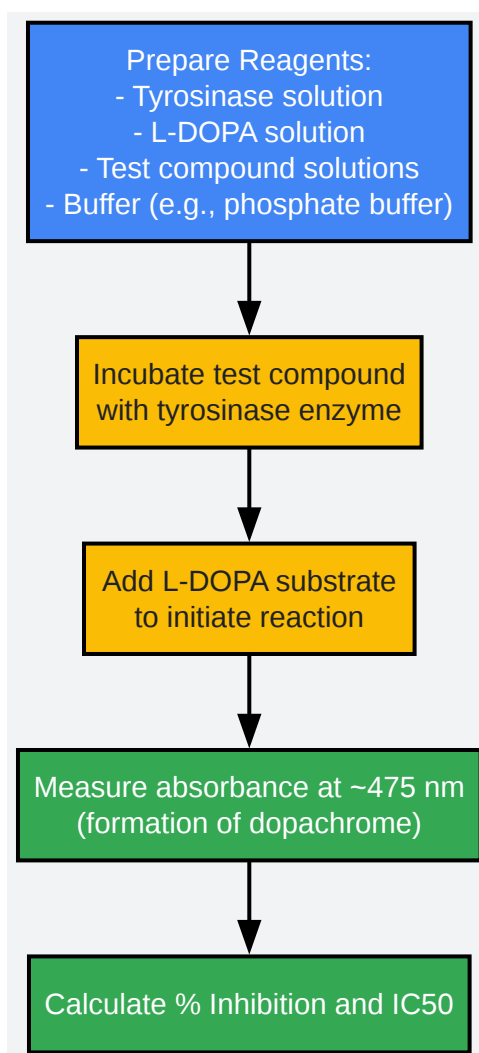 Prepare Reagents:
- Tyrosinase solution
- L-DOPA solution
- Test compound solutions
- Buffer (e.g., phosphate buffer)
Incubate test compound
with tyrosinase enzyme
Add L-DOPA substrate
to initiate reaction
Measure absorbance at ~475 nm
(formation of dopachrome)
Calculate % Inhibition and IC50